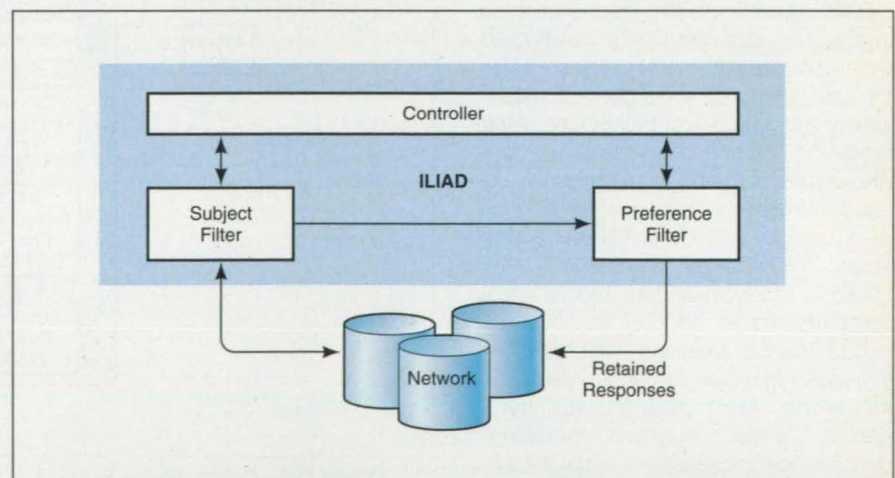 Controller
ILIAD
Subject
Filter
Preference
Filter
Network
Retained
Responses